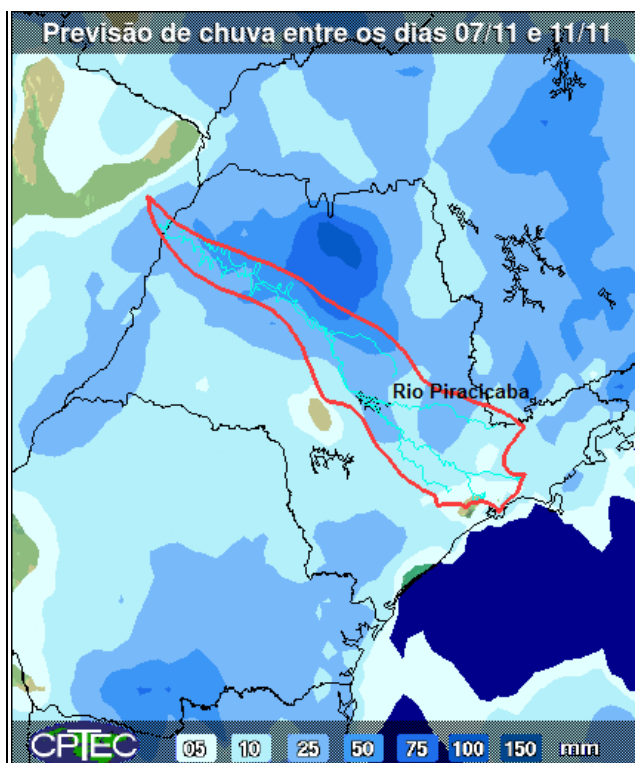 Previsão de chuva entre os dias 07/11 e 11/11
Rio Piracicaba
CPTEC 05 10 25 50 75 100 150 mm